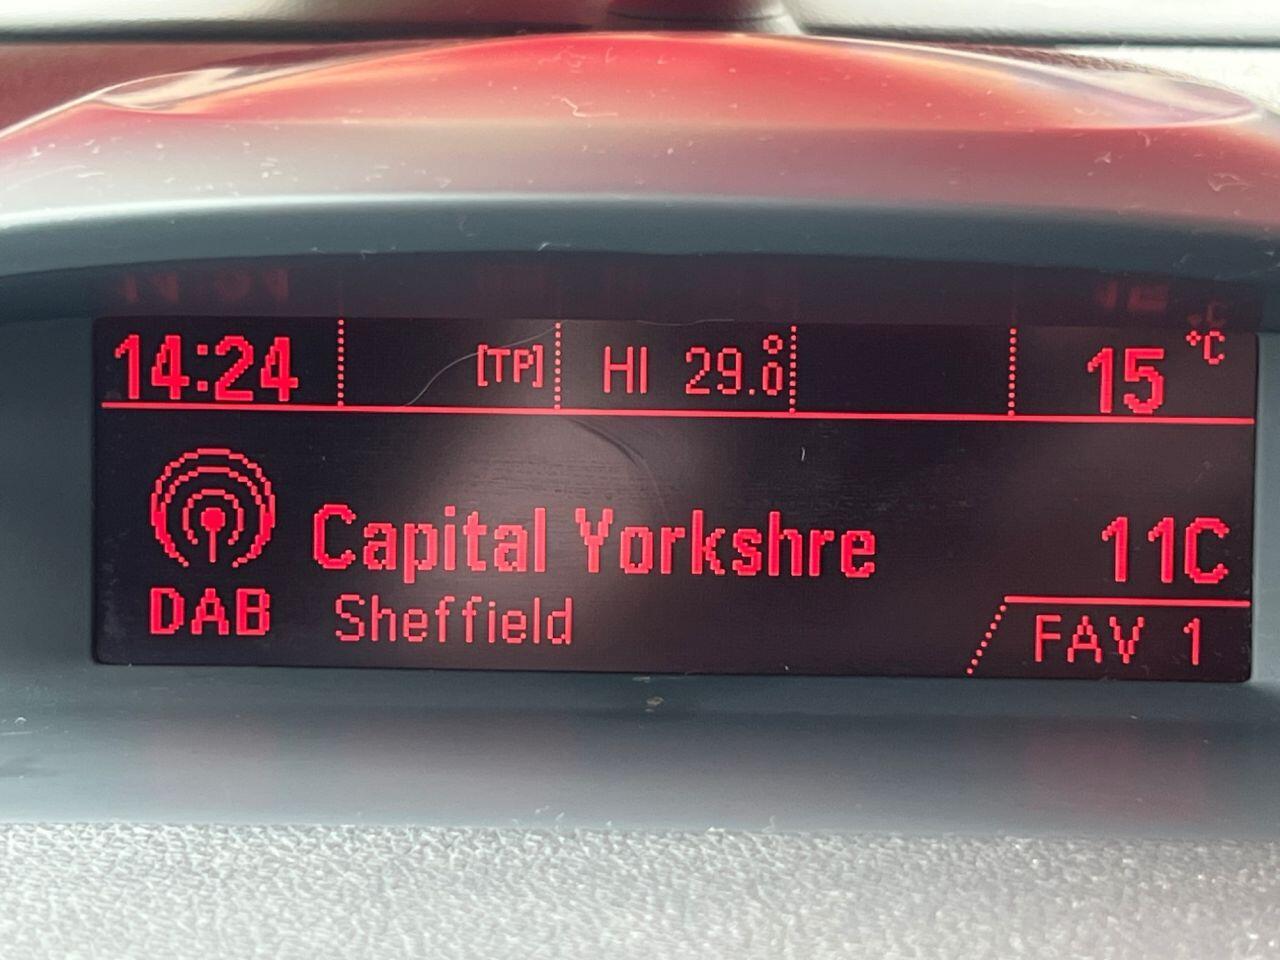 14:24 [TP] HI 29.0° 15 °C
Capital Yorkshre 11C
DAB Sheffield FAV 1